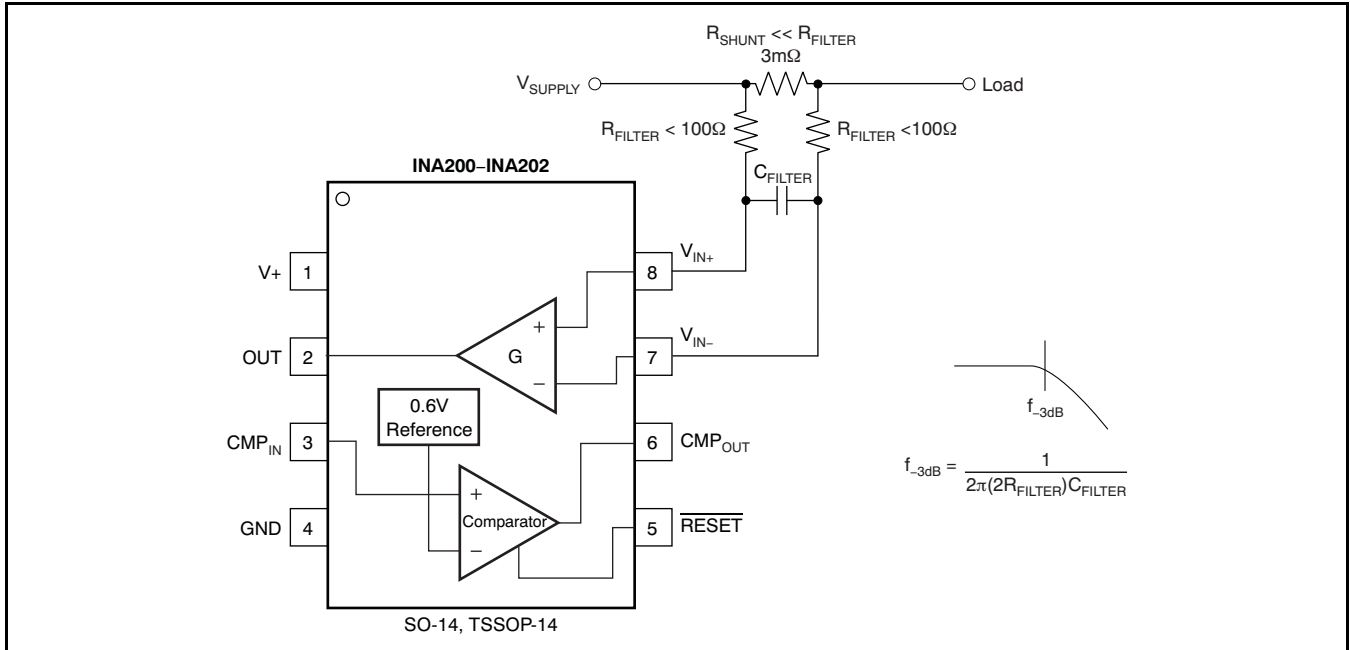 R_SHUNT << R_FILTER
3mΩ
V_SUPPLY
Load
R_FILTER < 100Ω
R_FILTER <100Ω
C_FILTER
INA200−INA202
V+
1
OUT
2
CMP_IN
3
GND
4
8
V_IN+
7
V_IN−
6
CMP_OUT
5
RESET
+
G
−
0.6V
Reference
+
Comparator
−
SO-14, TSSOP-14
f_−3dB
f_−3dB = 1 / 2π(2R_FILTER)C_FILTER